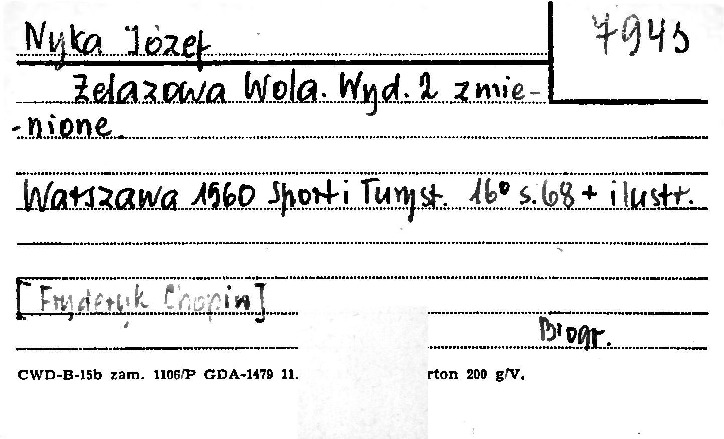 Nyka Józef
Żelazowa Wola. Wyd. 2 zmie-
-nione.
Warszawa 1960 Sport i Turyst. 16° s. 68 + ilustr.
[Fryderyk Chopin]
Biogr.
CWD-B-15b zam. 1106/P GDA-1479 11. rton 200 g/V.